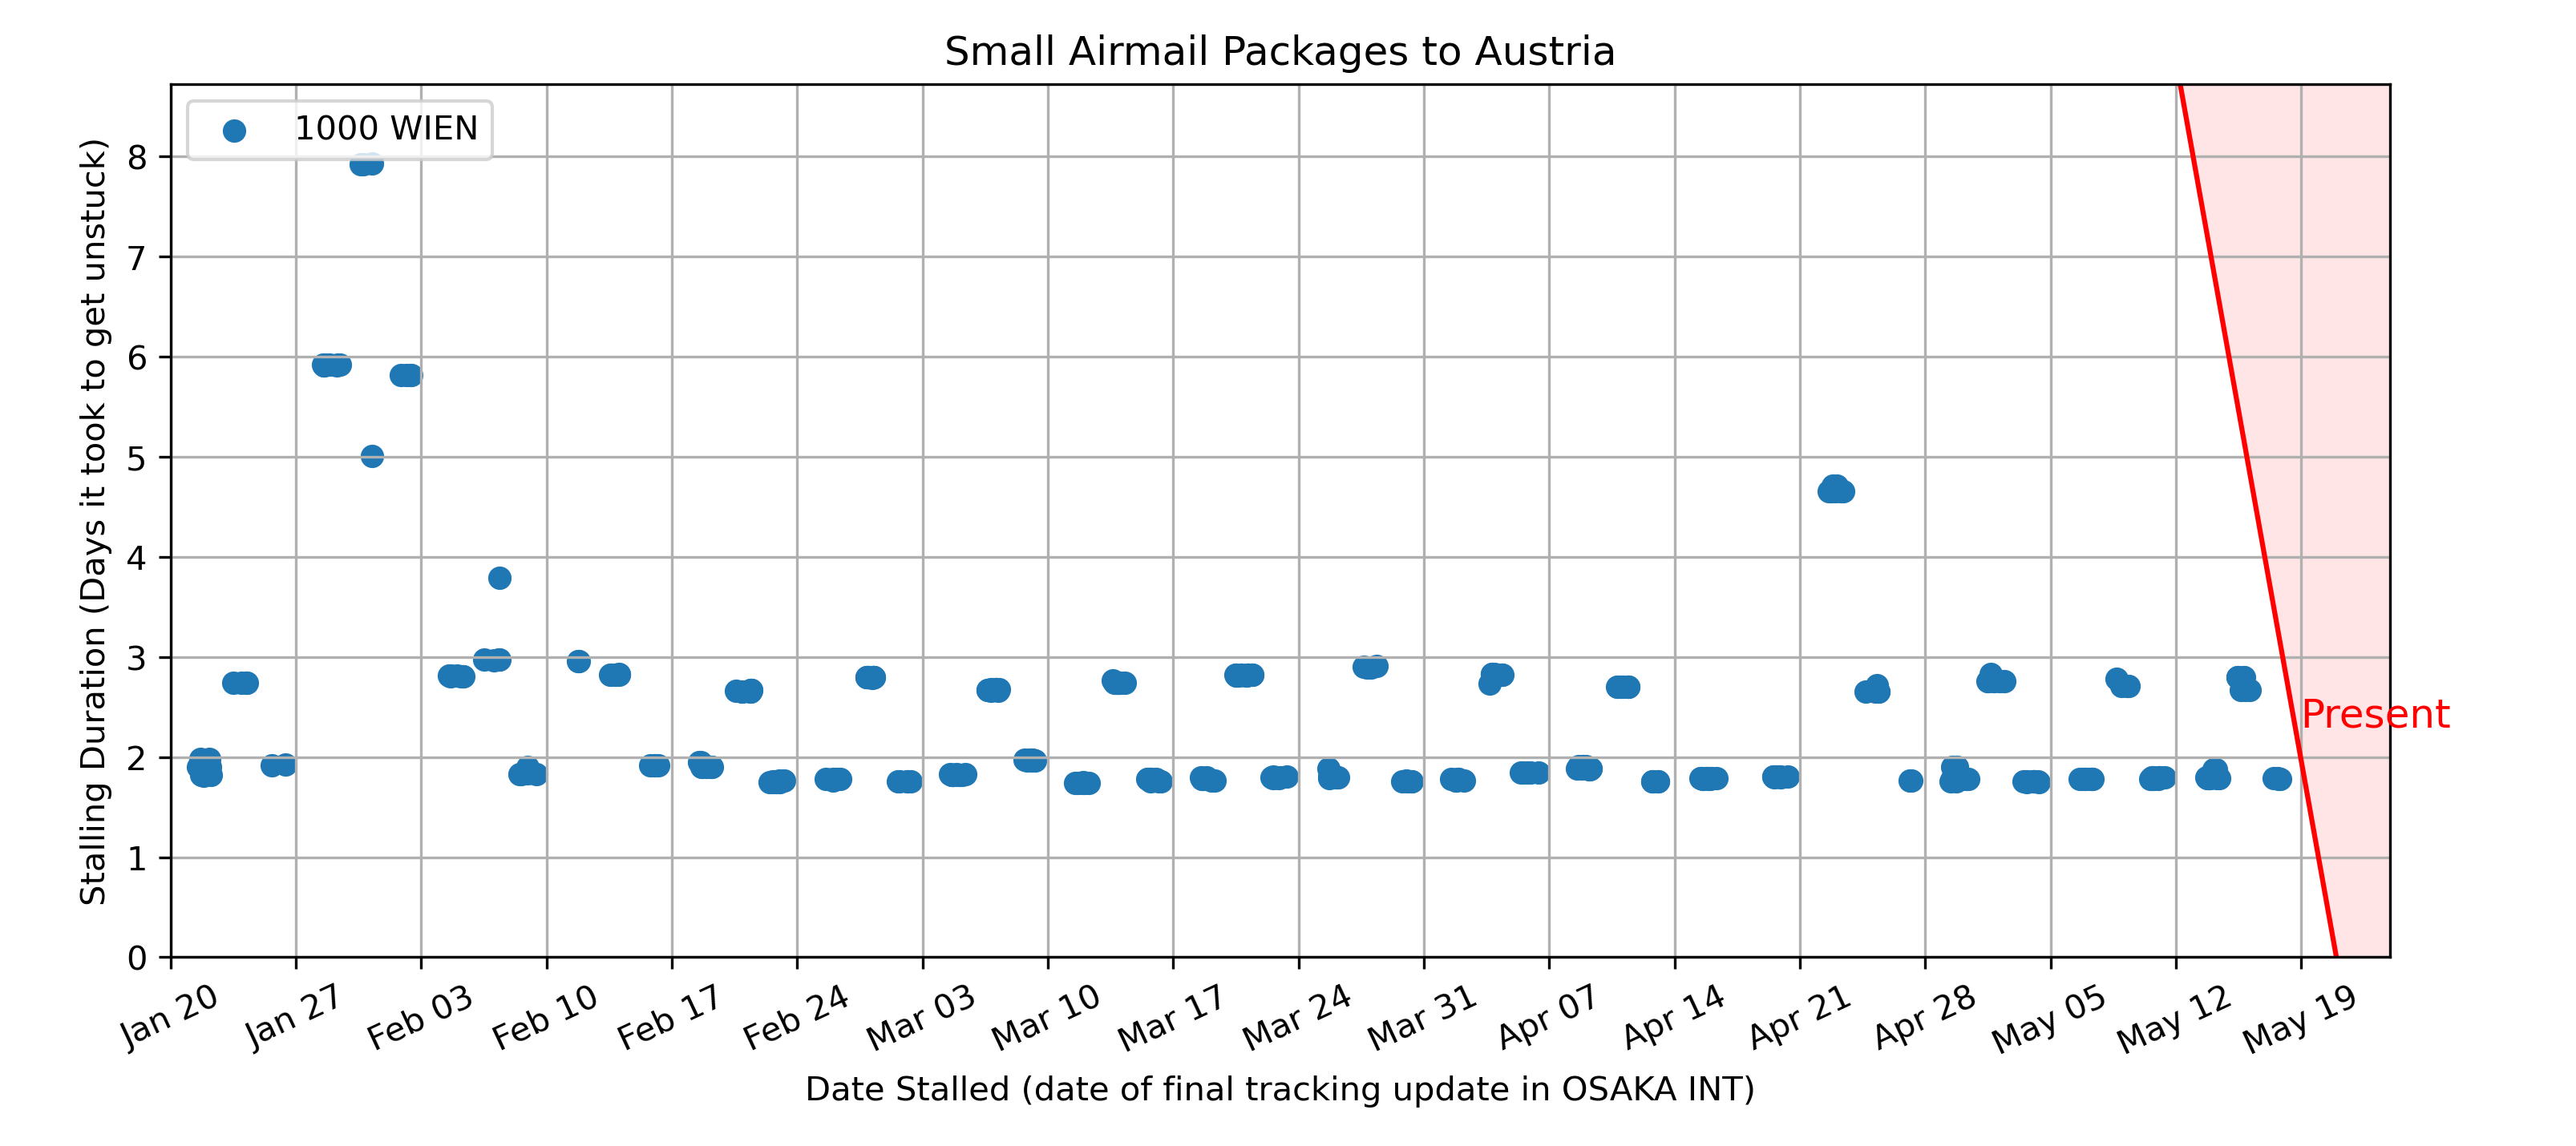 Small Airmail Packages to Austria
1000 WIEN
Stalling Duration (Days it took to get unstuck)
8
7
6
5
4
3
2
1
0
Present
Jan 20 Jan 27 Feb 03 Feb 10 Feb 17 Feb 24 Mar 03 Mar 10 Mar 17 Mar 24 Mar 31 Apr 07 Apr 14 Apr 21 Apr 28 May 05 May 12 May 19
Date Stalled (date of final tracking update in OSAKA INT)